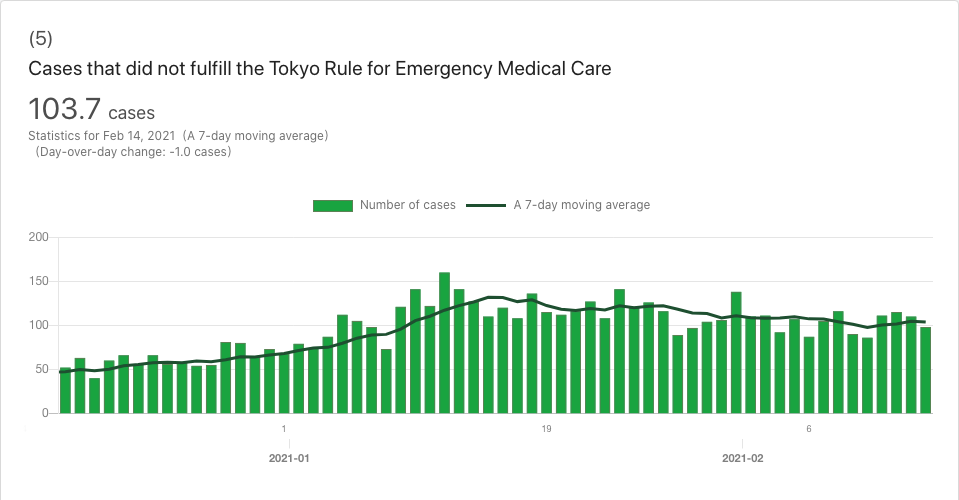 (5)
Cases that did not fulfill the Tokyo Rule for Emergency Medical Care
103.7 cases
Statistics for Feb 14, 2021 (A 7-day moving average)
(Day-over-day change: -1.0 cases)
Number of cases A 7-day moving average
200
150
100
50
0
1 19 6
2021-01 2021-02